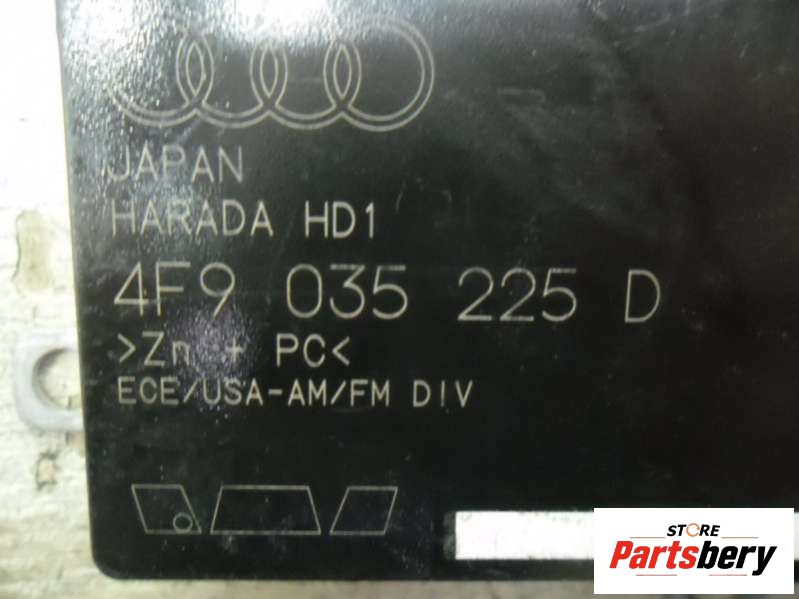 JAPAN
HARADA HD1
4F9 035 225 D
>Zn + PC<
ECE/USA-AM/FM DIV
STORE
Partsbery